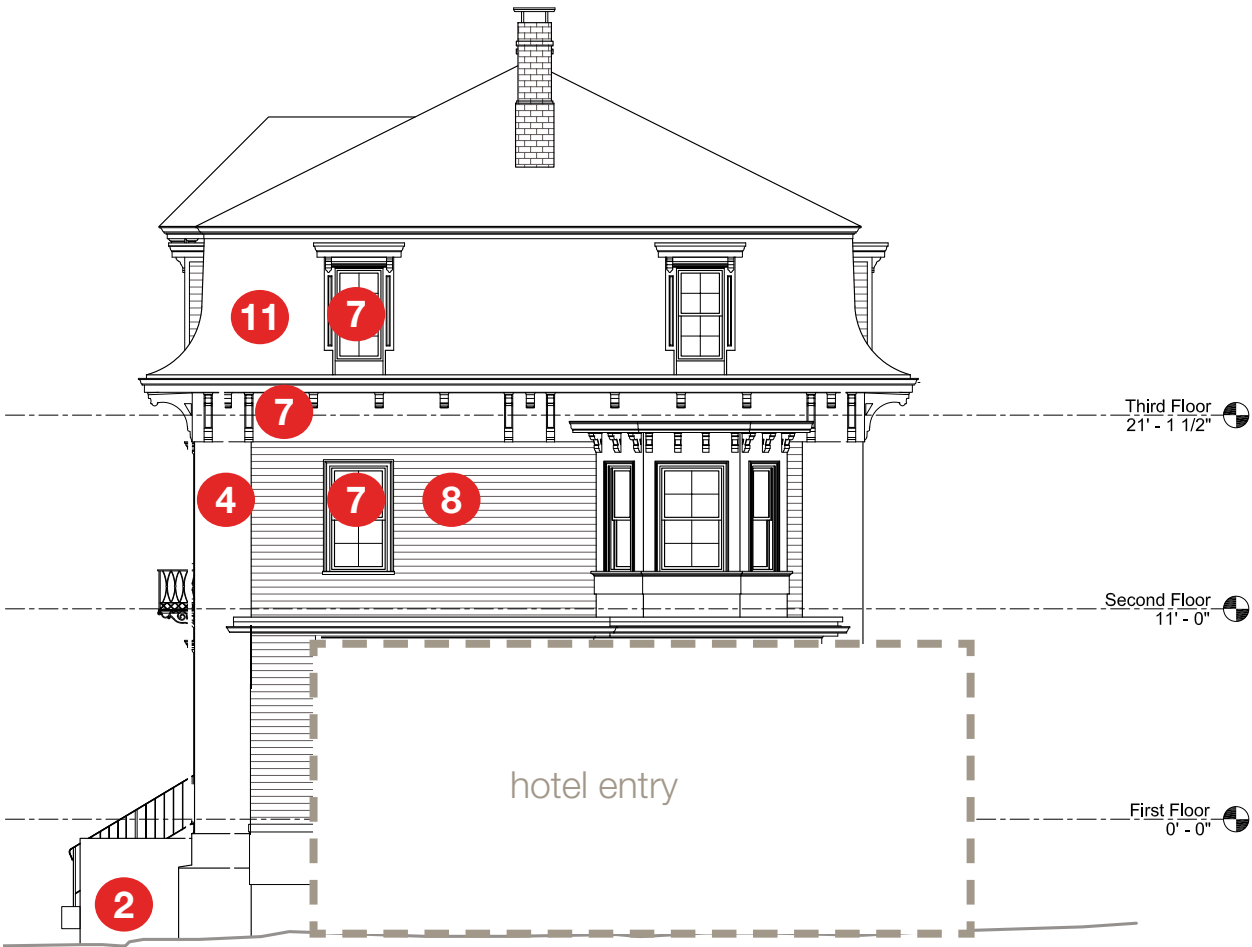 11
7
7
Third Floor
21' - 1 1/2"
4
7
8
Second Floor
11' - 0"
hotel entry
First Floor
0' - 0"
2